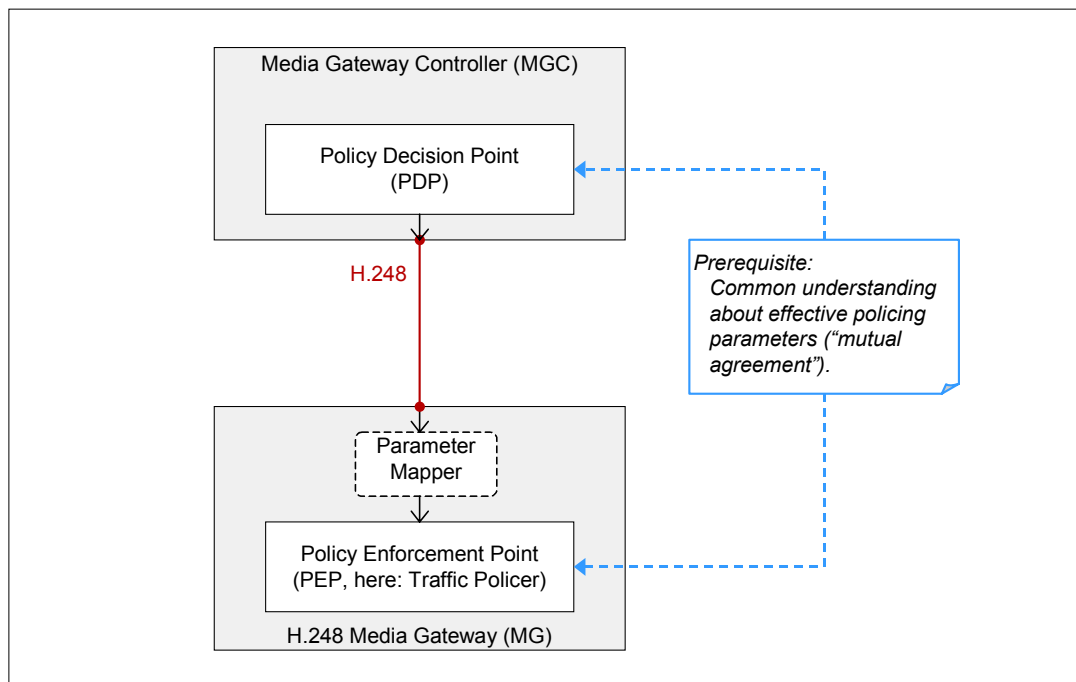 Media Gateway Controller (MGC)
Policy Decision Point
(PDP)
H.248
Prerequisite:
Common understanding
about effective policing
parameters (“mutual
agreement”).
Parameter
Mapper
Policy Enforcement Point
(PEP, here: Traffic Policer)
H.248 Media Gateway (MG)